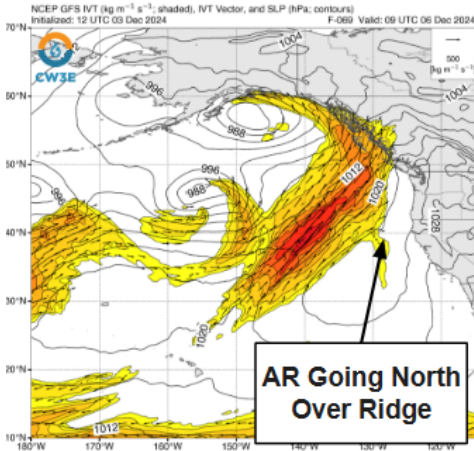 NCEP GFS IVT (kg m⁻¹ s⁻¹; shaded), IVT Vector, and SLP (hPa; contours)
Initialized: 12 UTC 03 Dec 2024 F-069 Valid: 09 UTC 06 Dec 2024
70°N
CW3E
1004
500
[kg m⁻¹ s⁻¹]
1004
996
60°N
988
50°N
996
1012
996
988
1020
1028
40°N
30°N
1020
20°N
AR Going North
Over Ridge
1012
10°N
180°W 170°W 160°W 150°W 140°W 130°W 120°W